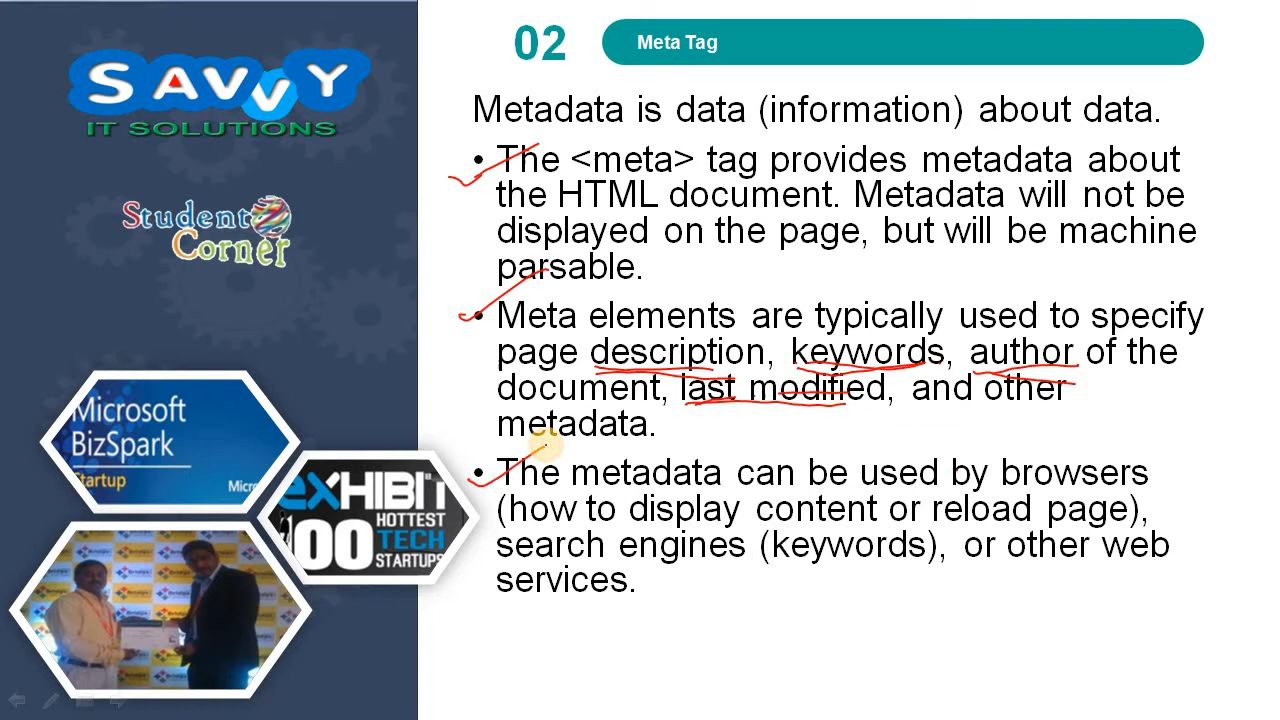 SAVVY
IT SOLUTIONS
Student
Corner
Microsoft
BizSpark
Startup
Micro
eXHIBIT
100
HOTTEST
TECH
STARTUPS
02
Meta Tag
Metadata is data (information) about data.
• The <meta> tag provides metadata about
the HTML document. Metadata will not be
displayed on the page, but will be machine
parsable.
• Meta elements are typically used to specify
page description, keywords, author of the
document, last modified, and other
metadata.
• The metadata can be used by browsers
(how to display content or reload page),
search engines (keywords), or other web
services.